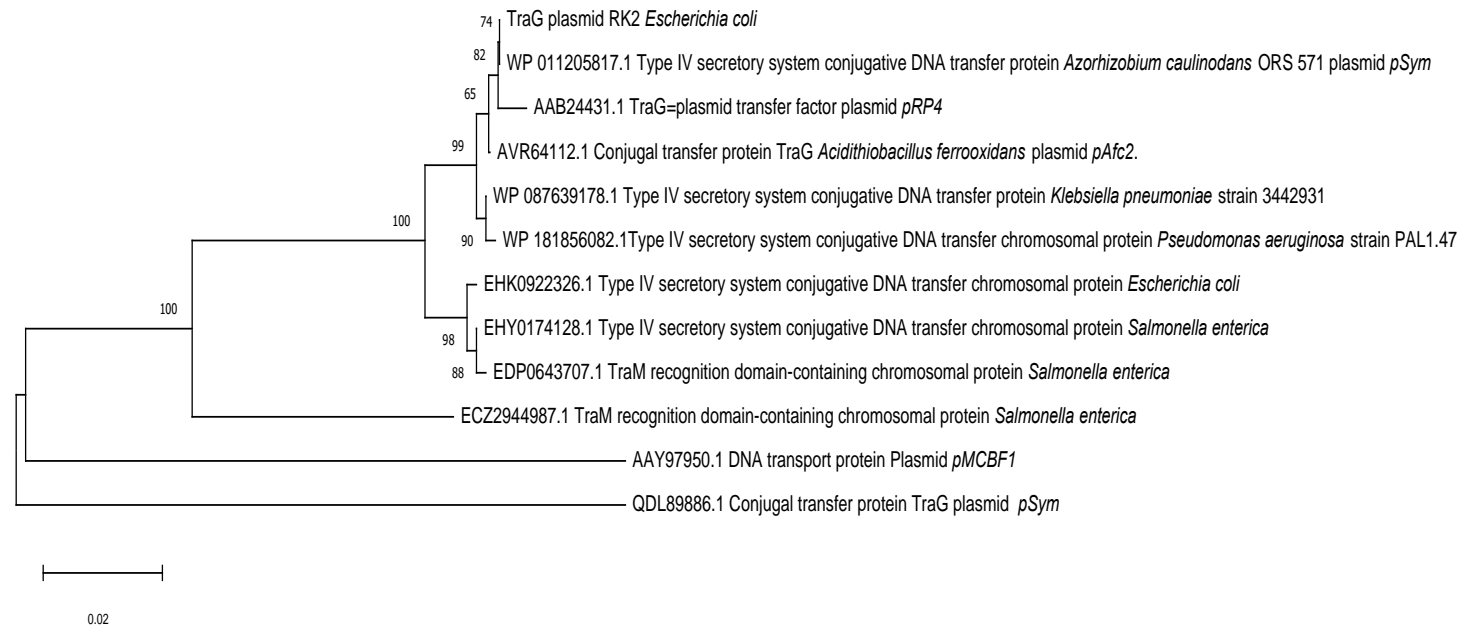 74 TraG plasmid RK2 Escherichia coli
82
WP 011205817.1 Type IV secretory system conjugative DNA transfer protein Azorhizobium caulinodans ORS 571 plasmid pSym
65
AAB24431.1 TraG=plasmid transfer factor plasmid pRP4
99
AVR64112.1 Conjugal transfer protein TraG Acidithiobacillus ferrooxidans plasmid pAfc2.
WP 087639178.1 Type IV secretory system conjugative DNA transfer protein Klebsiella pneumoniae strain 3442931
100
90 WP 181856082.1Type IV secretory system conjugative DNA transfer chromosomal protein Pseudomonas aeruginosa strain PAL1.47
EHK0922326.1 Type IV secretory system conjugative DNA transfer chromosomal protein Escherichia coli
100
EHY0174128.1 Type IV secretory system conjugative DNA transfer chromosomal protein Salmonella enterica
98
88 EDP0643707.1 TraM recognition domain-containing chromosomal protein Salmonella enterica
ECZ2944987.1 TraM recognition domain-containing chromosomal protein Salmonella enterica
AAY97950.1 DNA transport protein Plasmid pMCBF1
QDL89886.1 Conjugal transfer protein TraG plasmid pSym
0.02